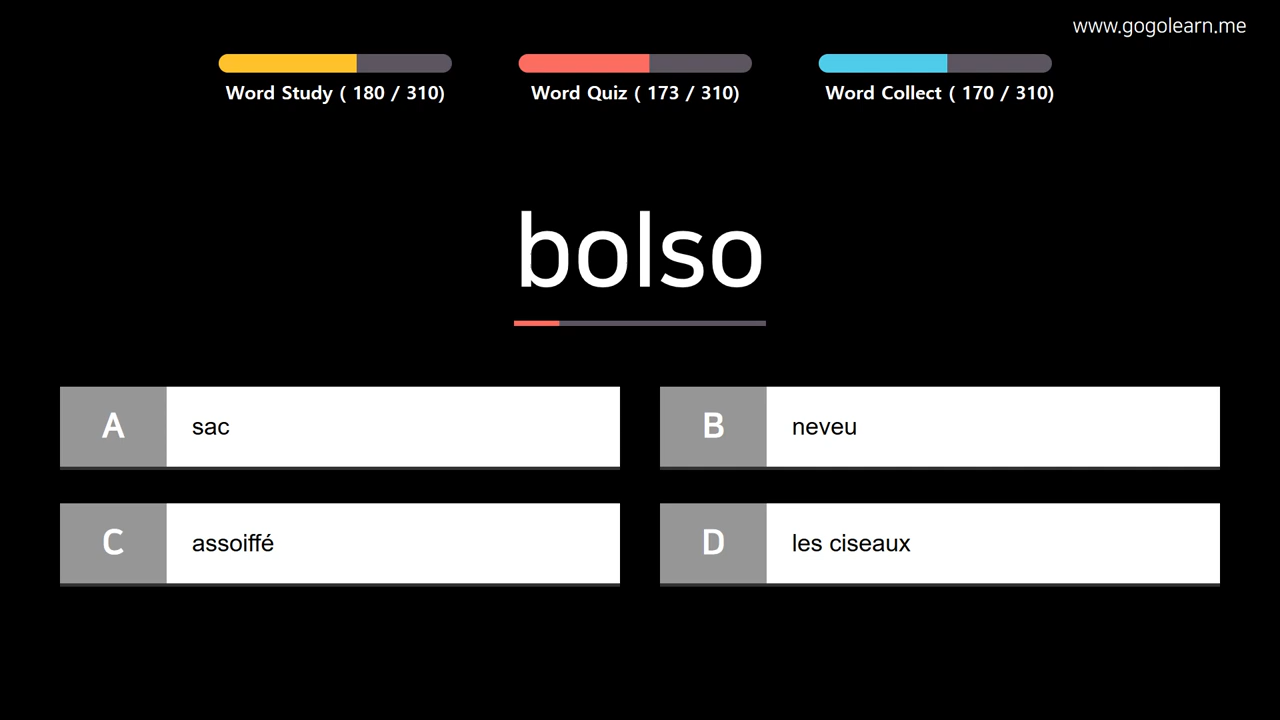 www.gogolearn.me
Word Study ( 180 / 310)
Word Quiz ( 173 / 310)
Word Collect ( 170 / 310)
bolso
A sac
B neveu
C assoiffé
D les ciseaux